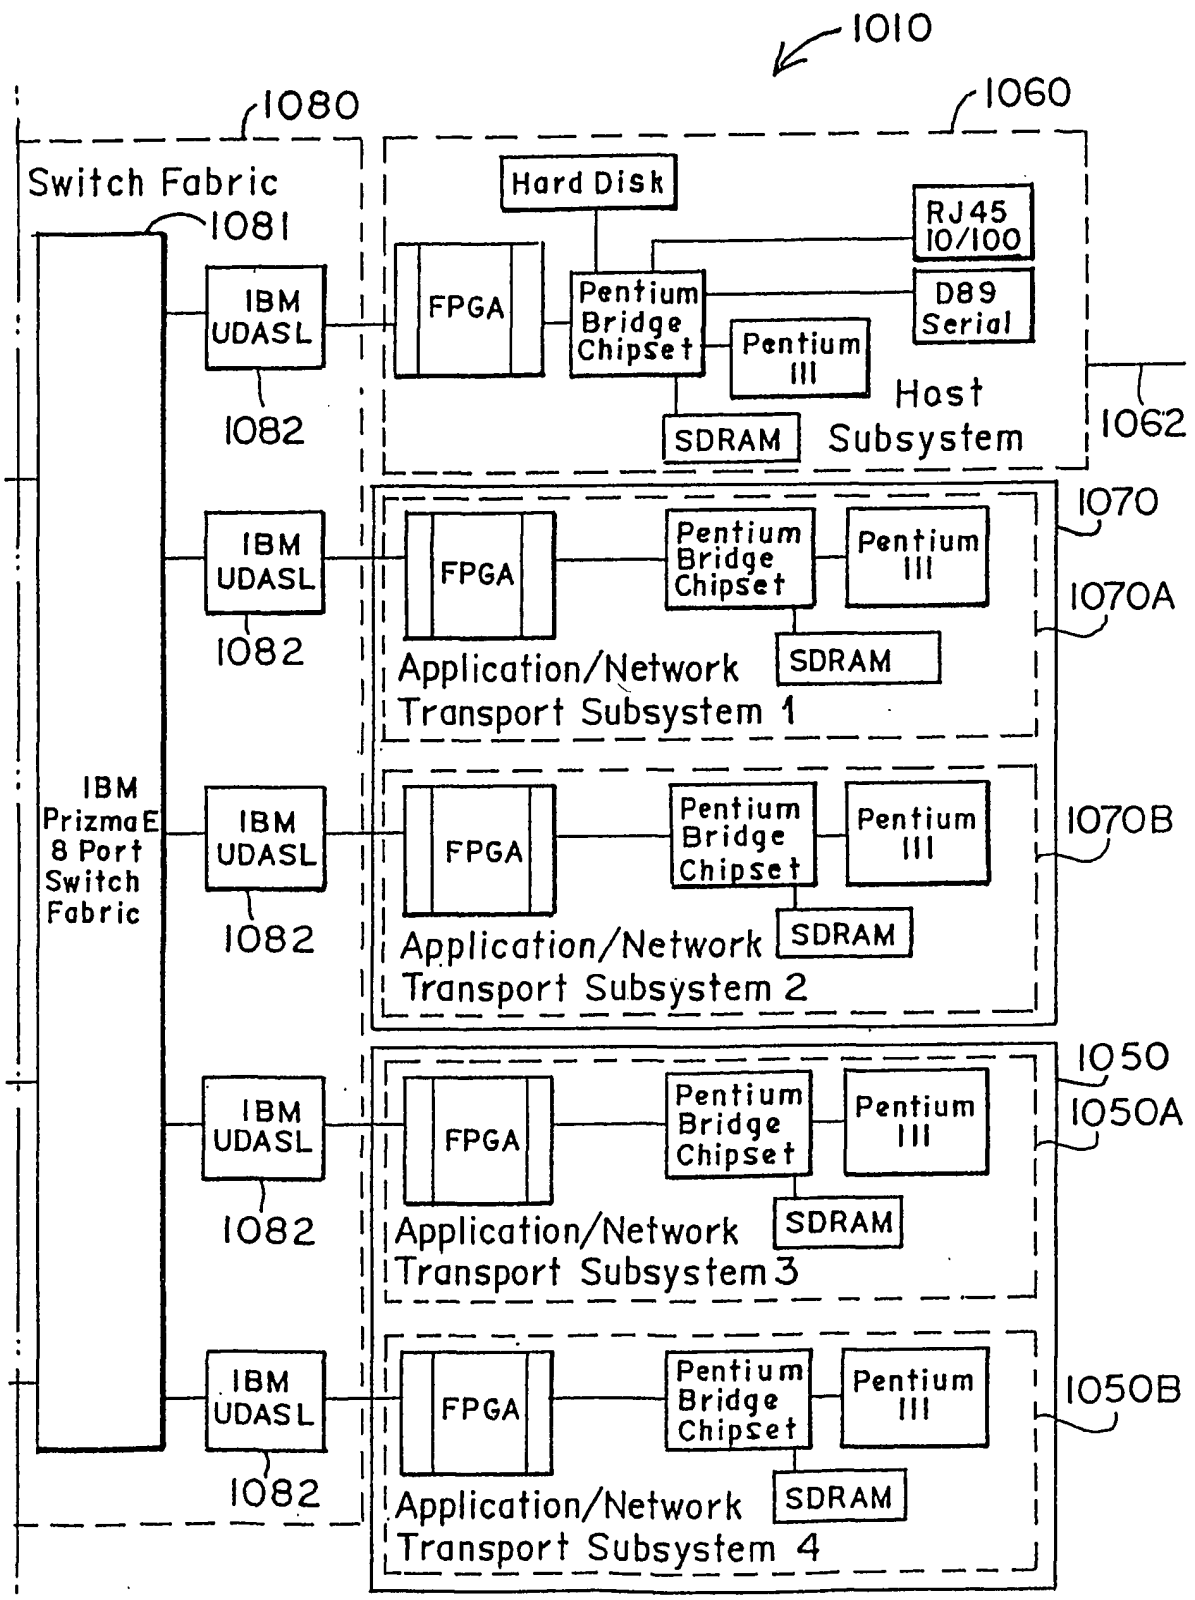 1010
1080
1060
Switch Fabric
1081
Hard Disk
RJ45
10/100
IBM
UDASL
FPGA
Pentium
Bridge
Chipset
D89
Serial
Pentium
III
1082
SDRAM
Host
Subsystem
1062
1070
IBM
UDASL
FPGA
Pentium
Bridge
Chipset
Pentium
III
1070A
1082
SDRAM
Application/Network
Transport Subsystem 1
IBM
PrizmaE
8 Port
Switch
Fabric
IBM
UDASL
FPGA
Pentium
Bridge
Chipset
Pentium
III
1070B
1082
SDRAM
Application/Network
Transport Subsystem 2
1050
IBM
UDASL
FPGA
Pentium
Bridge
Chipset
Pentium
III
1050A
1082
SDRAM
Application/Network
Transport Subsystem 3
IBM
UDASL
FPGA
Pentium
Bridge
Chipset
Pentium
III
1050B
1082
SDRAM
Application/Network
Transport Subsystem 4